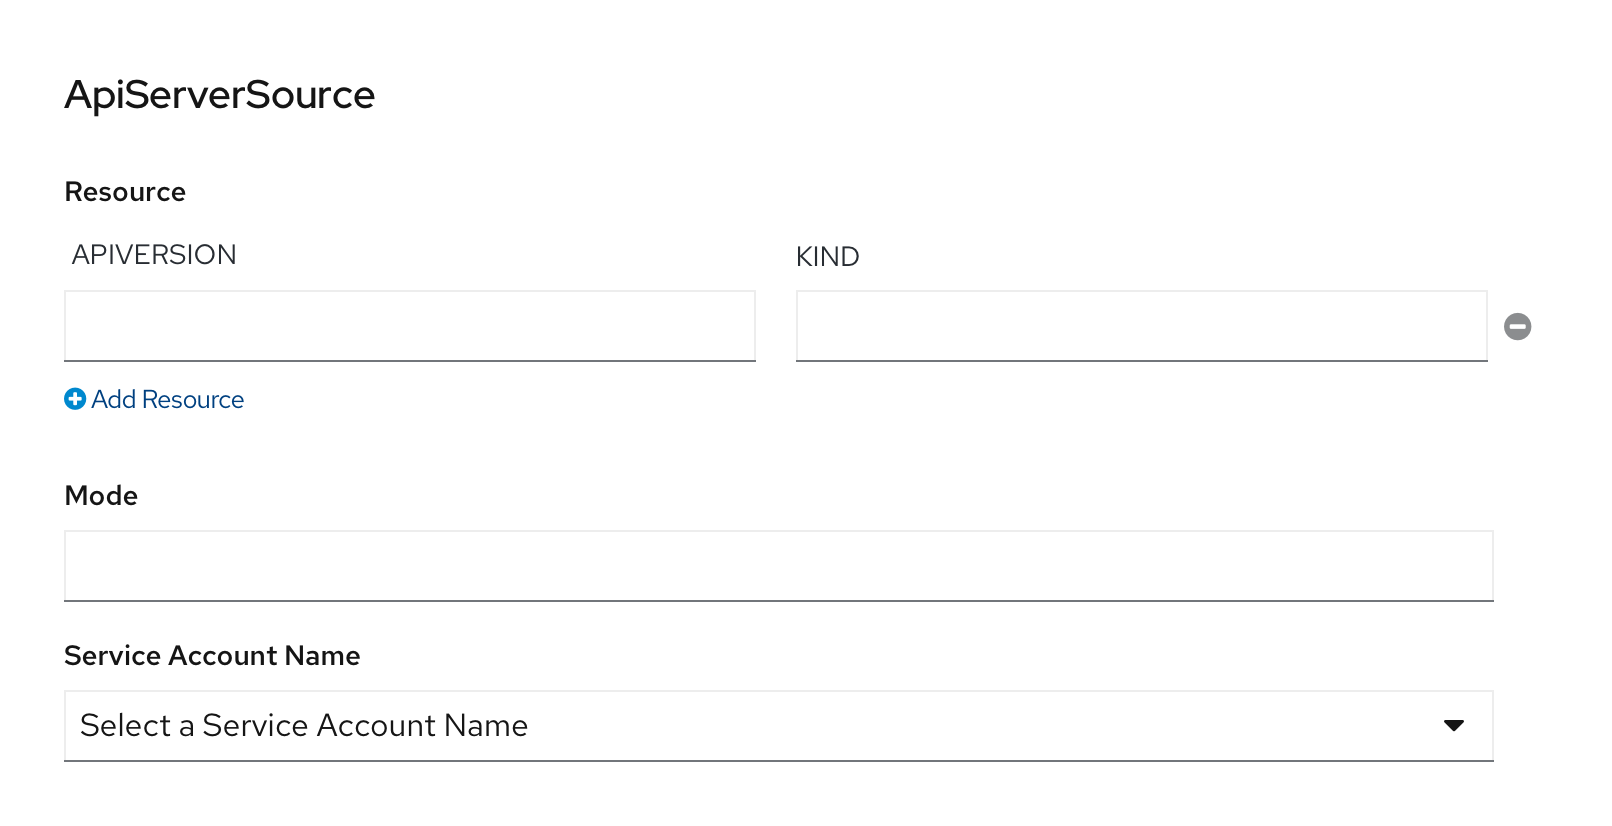 ApiServerSource
Resource
APIVERSION KIND
Add Resource
Mode
Service Account Name
Select a Service Account Name